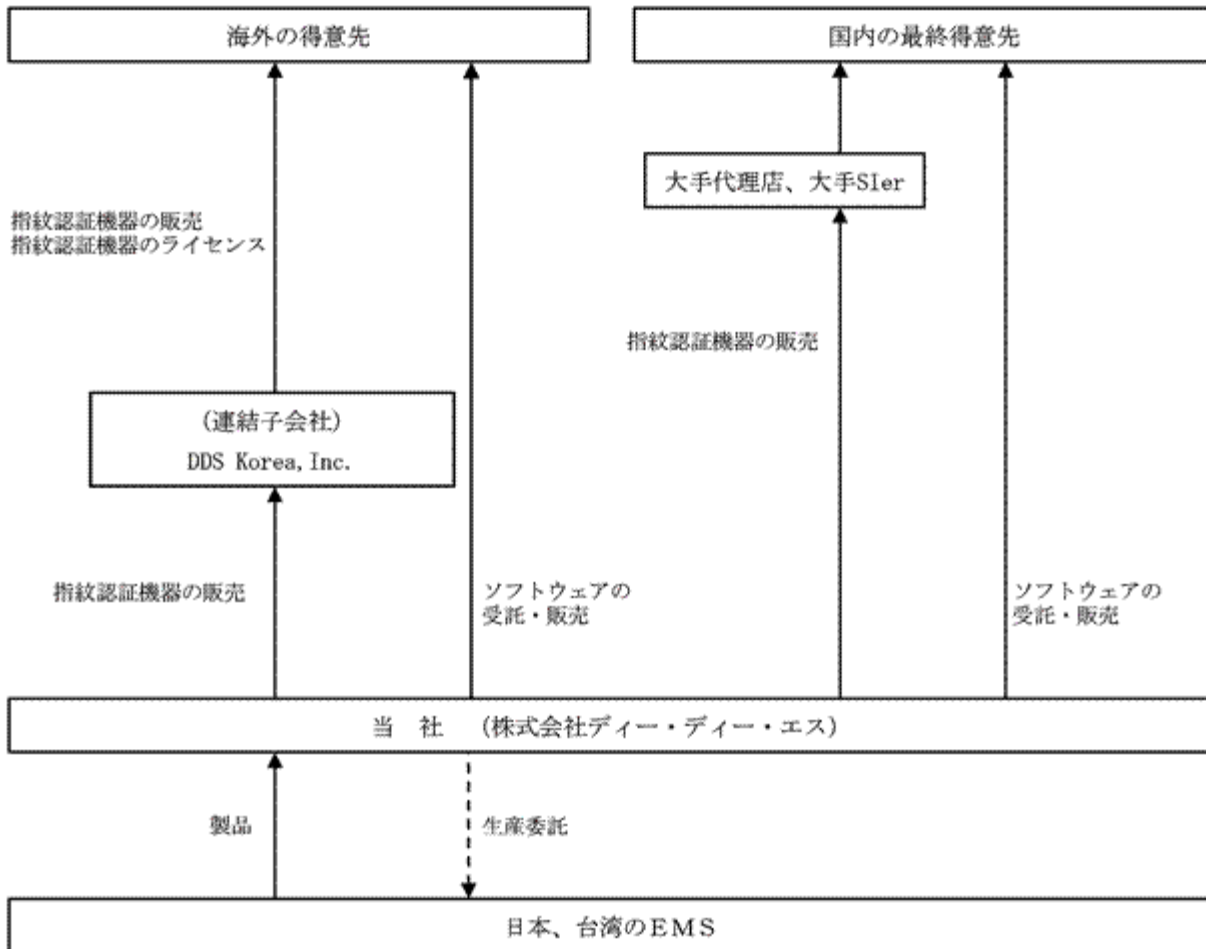 海外の得意先
国内の最終得意先
大手代理店、大手SIer
指紋認証機器の販売
指紋認証機器のライセンス
指紋認証機器の販売
(連結子会社)
DDS Korea,Inc.
指紋認証機器の販売
ソフトウェアの
受託・販売
ソフトウェアの
受託・販売
当　社　(株式会社ディー・ディー・エス)
製品
生産委託
日本、台湾のEMS